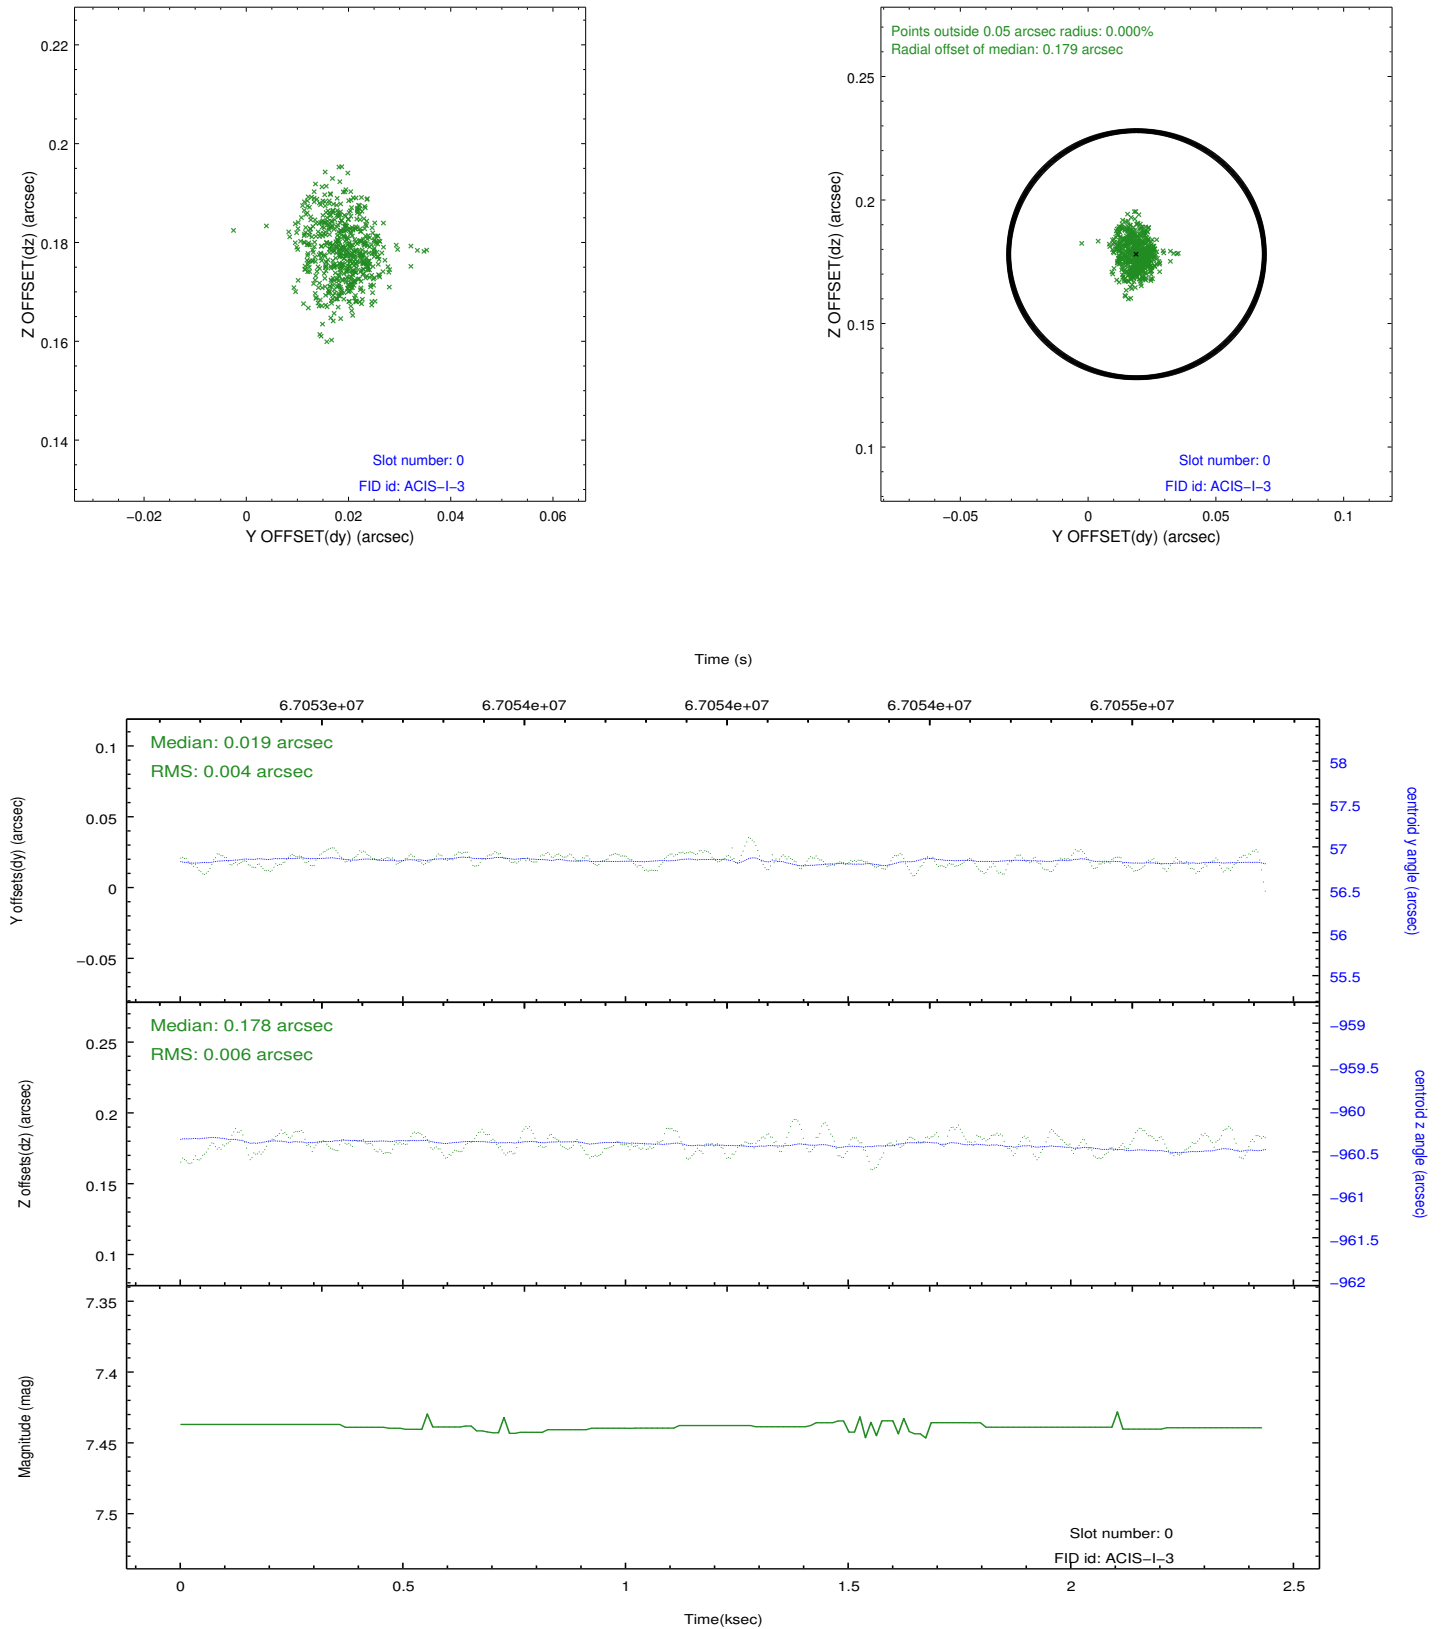 0.22
0.2
0.18
0.16
0.14
Z OFFSET(dz) (arcsec)
Slot number: 0
FID id: ACIS−I−3
−0.02
0
0.02
0.04
0.06
Y OFFSET(dy) (arcsec)
Points outside 0.05 arcsec radius: 0.000%
Radial offset of median: 0.179 arcsec
0.25
0.2
0.15
0.1
Z OFFSET(dz) (arcsec)
Slot number: 0
FID id: ACIS−I−3
−0.05
0
0.05
0.1
Y OFFSET(dy) (arcsec)
Time (s)
6.7053e+07
6.7054e+07
6.7054e+07
6.7054e+07
6.7055e+07
Median: 0.019 arcsec
RMS: 0.004 arcsec
0.1
0.05
0
−0.05
Y offsets(dy) (arcsec)
58
57.5
57
56.5
56
55.5
centroid y angle (arcsec)
Median: 0.178 arcsec
RMS: 0.006 arcsec
0.25
0.2
0.15
0.1
Z offsets(dz) (arcsec)
−959
−959.5
−960
−960.5
−961
−961.5
−962
centroid z angle (arcsec)
7.35
7.4
7.45
7.5
Magnitude (mag)
Slot number: 0
FID id: ACIS−I−3
0
0.5
1
1.5
2
2.5
Time(ksec)